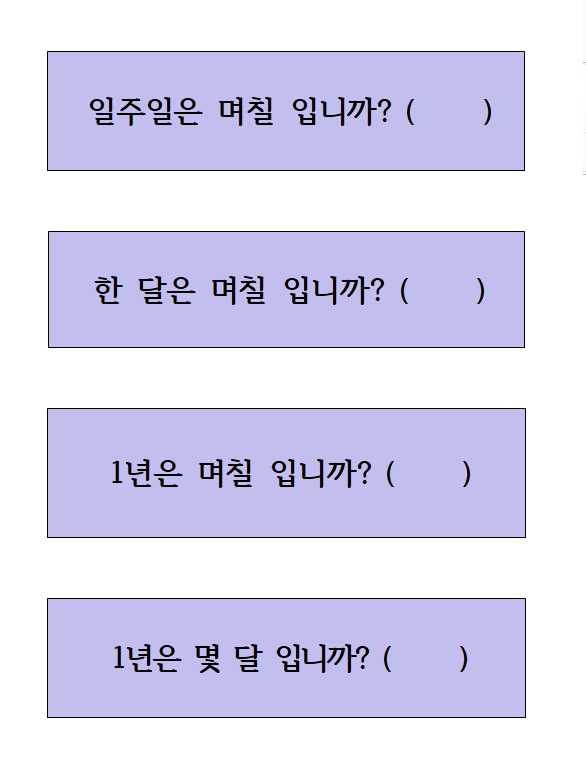 일주일은 며칠 입니까? (        )
한 달은 며칠 입니까? (        )
1년은 며칠 입니까? (        )
1년은 몇 달 입니까? (        )